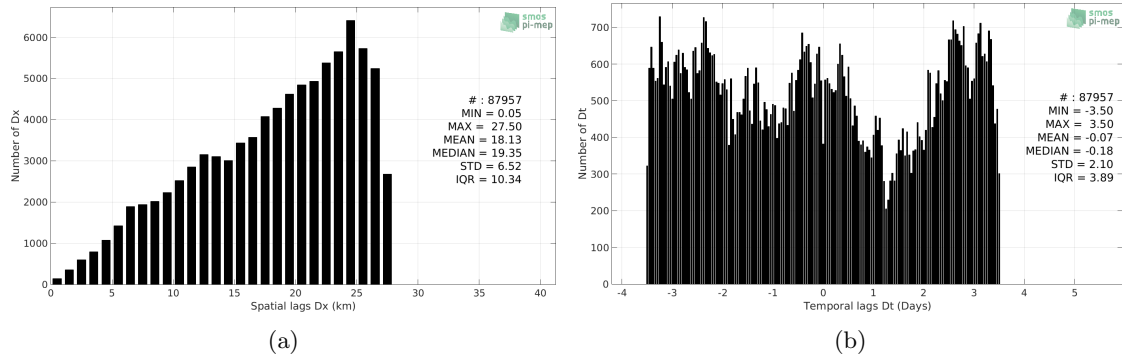 smos
pi-mep
Number of Dx
6000
5000
4000
3000
2000
1000
0
# : 87957
MIN = 0.05
MAX = 27.50
MEAN = 18.13
MEDIAN = 19.35
STD = 6.52
IQR = 10.34
0 5 10 15 20 25 30 35 40
Spatial lags Dx (km)
(a)
smos
pi-mep
Number of Dt
700
600
500
400
300
200
100
0
# : 87957
MIN = -3.50
MAX = 3.50
MEAN = -0.07
MEDIAN = -0.18
STD = 2.10
IQR = 3.89
-4 -3 -2 -1 0 1 2 3 4 5
Temporal lags Dt (Days)
(b)